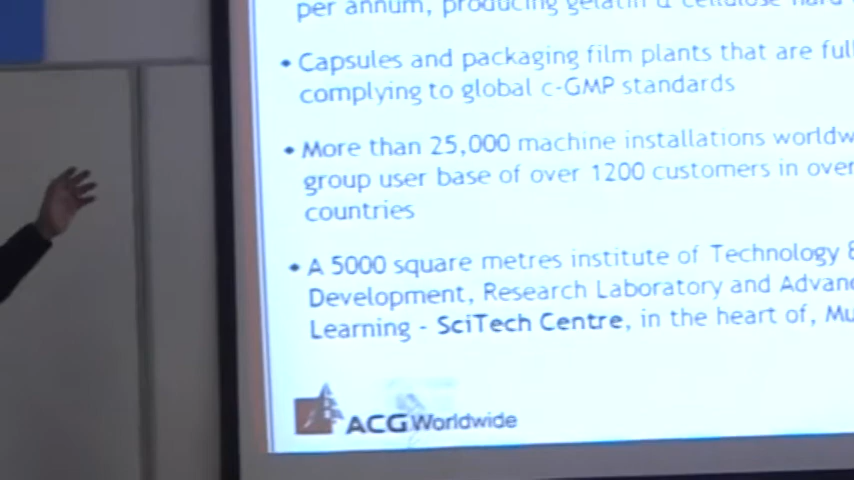 per annum, producing gelatin & cellulose hard
• Capsules and packaging film plants that are full
complying to global c-GMP standards
• More than 25,000 machine installations worldw
group user base of over 1200 customers in over
countries
• A 5000 square metres institute of Technology &
Development, Research Laboratory and Advanc
Learning - SciTech Centre, in the heart of, Mu
ACG Worldwide